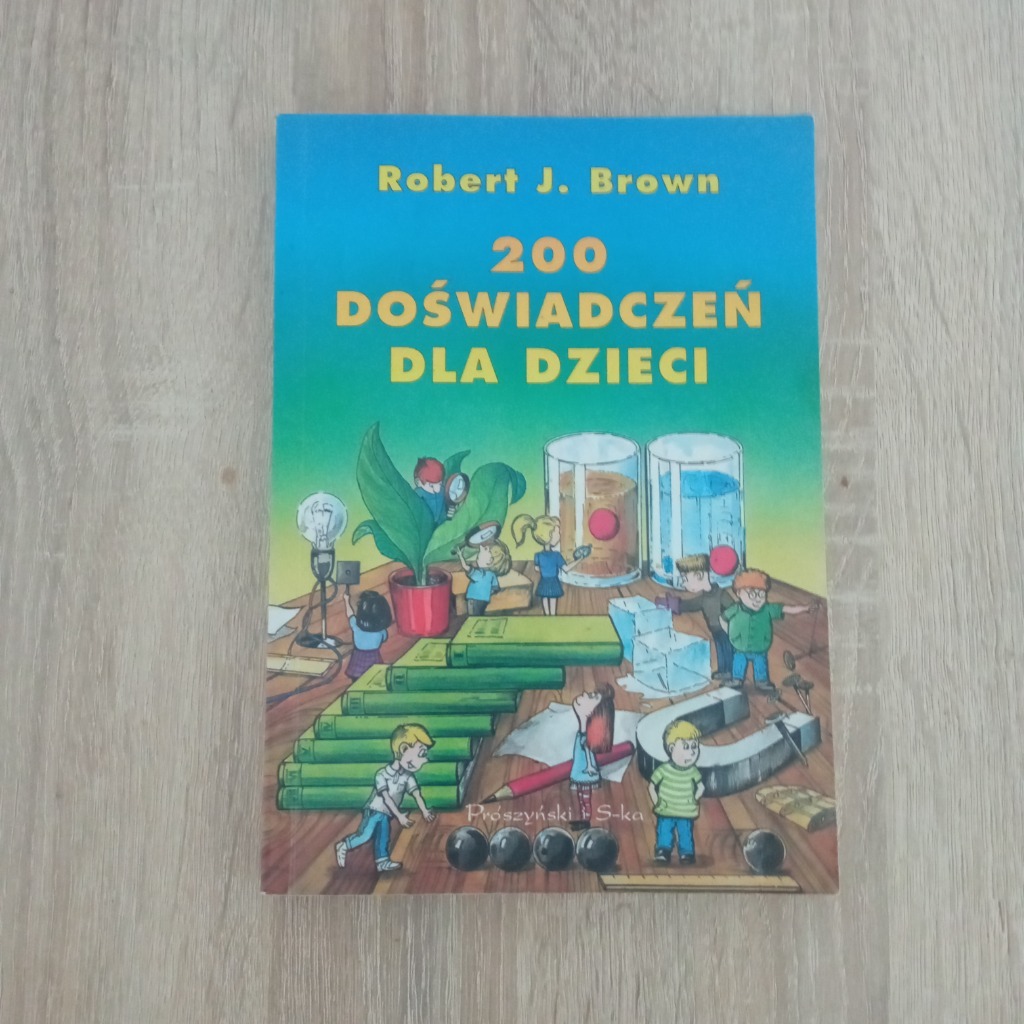 Robert J. Brown
200
DOŚWIADCZEŃ
DLA DZIECI
Prószyński i S-ka